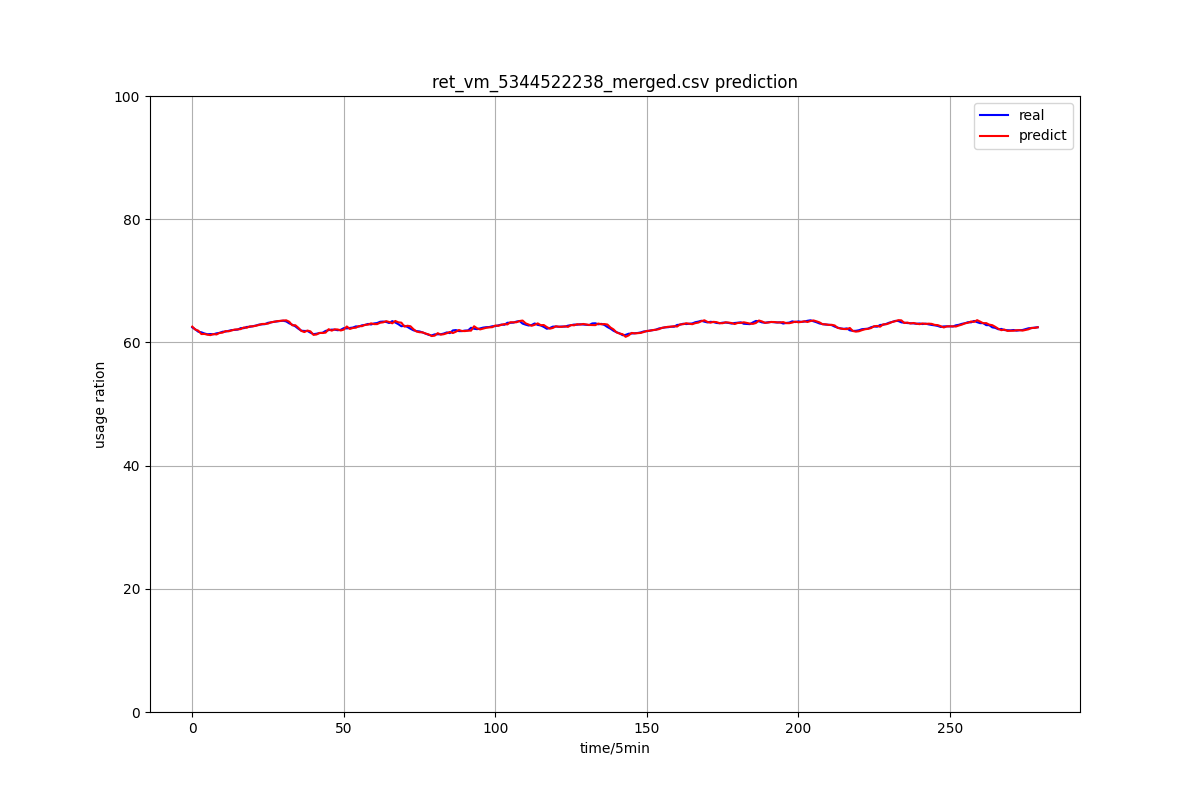 ret_vm_5344522238_merged.csv prediction
100
80
60
40
20
0
usage ration
real
predict
0 50 100 150 200 250
time/5min